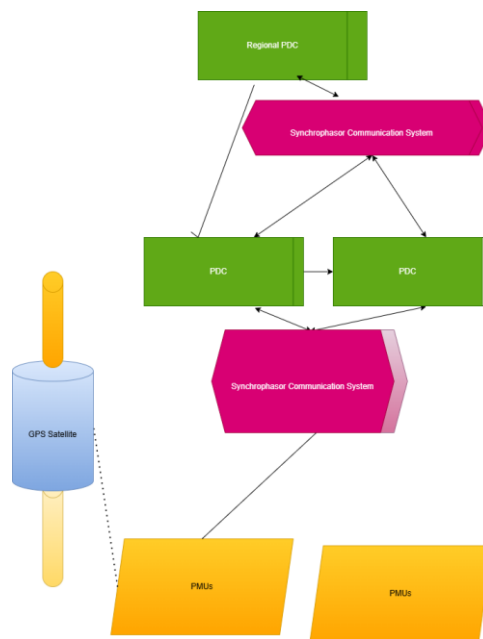 Regional PDC
Synchrophasor Communication System
PDC
PDC
Synchrophasor Communication System
GPS Satellite
PMUs
PMUs